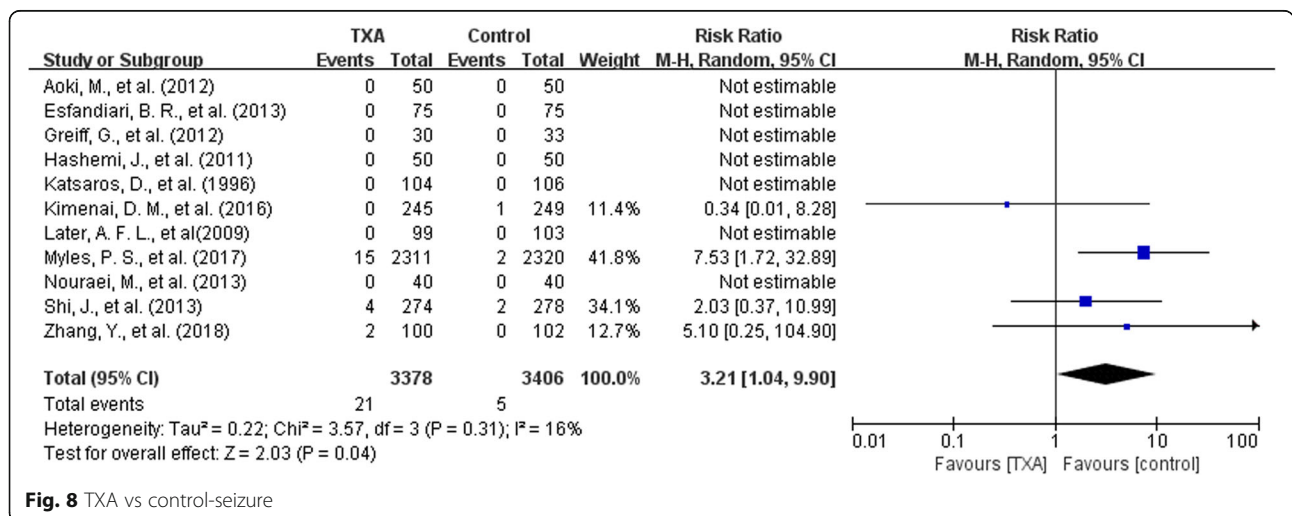 TXA Control Risk Ratio Risk Ratio
Study or Subgroup Events Total Events Total Weight M-H, Random, 95% CI M-H, Random, 95% CI
Aoki, M., et al. (2012) 0 50 0 50 Not estimable
Esfandiari, B. R., et al. (2013) 0 75 0 75 Not estimable
Greiff, G., et al. (2012) 0 30 0 33 Not estimable
Hashemi, J., et al. (2011) 0 50 0 50 Not estimable
Katsaros, D., et al. (1996) 0 104 0 106 Not estimable
Kimenai, D. M., et al. (2016) 0 245 1 249 11.4% 0.34 [0.01, 8.28]
Later, A. F. L., et al(2009) 0 99 0 103 Not estimable
Myles, P. S., et al. (2017) 15 2311 2 2320 41.8% 7.53 [1.72, 32.89]
Nouraei, M., et al. (2013) 0 40 0 40 Not estimable
Shi, J., et al. (2013) 4 274 2 278 34.1% 2.03 [0.37, 10.99]
Zhang, Y., et al. (2018) 2 100 0 102 12.7% 5.10 [0.25, 104.90]
Total (95% CI) 3378 3406 100.0% 3.21 [1.04, 9.90]
Total events 21 5
Heterogeneity: Tau² = 0.22; Chi² = 3.57, df = 3 (P = 0.31); I² = 16%
Test for overall effect: Z = 2.03 (P = 0.04)
0.01 0.1 1 10 100
Favours [TXA] Favours [control]
Fig. 8 TXA vs control-seizure